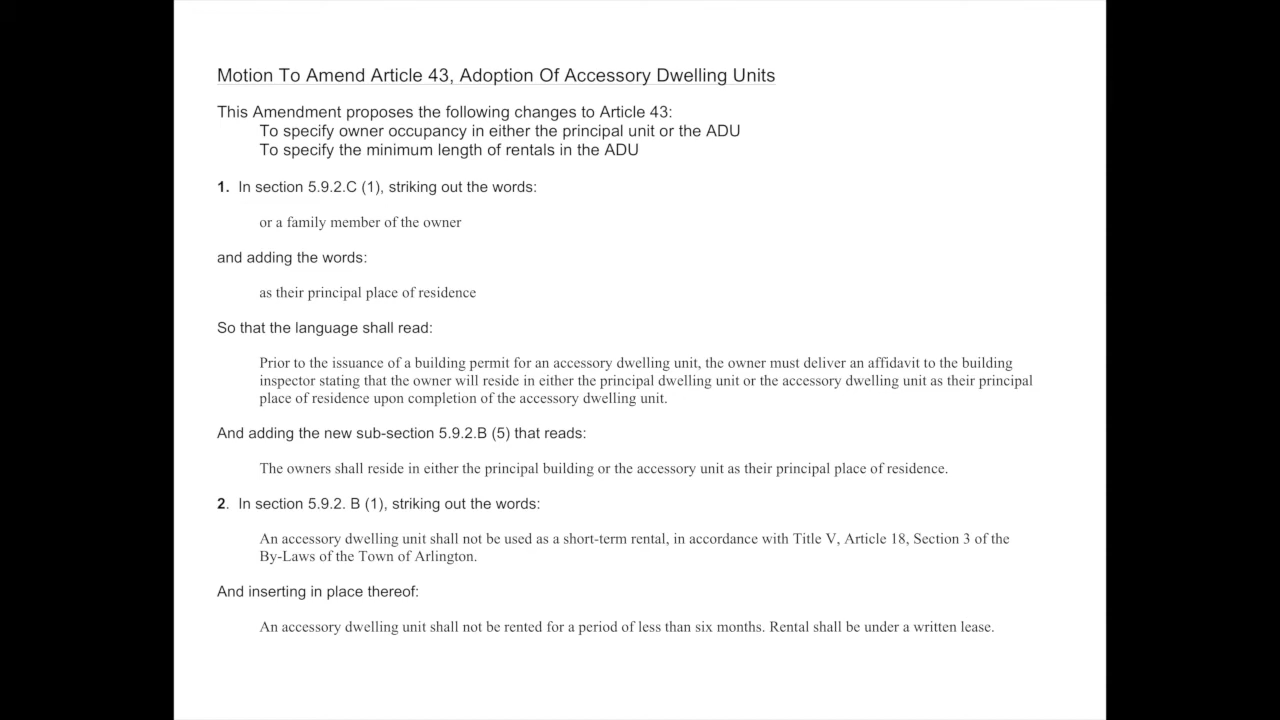 Motion To Amend Article 43, Adoption Of Accessory Dwelling Units
This Amendment proposes the following changes to Article 43:
To specify owner occupancy in either the principal unit or the ADU
To specify the minimum length of rentals in the ADU
1. In section 5.9.2.C (1), striking out the words:
or a family member of the owner
and adding the words:
as their principal place of residence
So that the language shall read:
Prior to the issuance of a building permit for an accessory dwelling unit, the owner must deliver an affidavit to the building
inspector stating that the owner will reside in either the principal dwelling unit or the accessory dwelling unit as their principal
place of residence upon completion of the accessory dwelling unit.
And adding the new sub-section 5.9.2.B (5) that reads:
The owners shall reside in either the principal building or the accessory unit as their principal place of residence.
2. In section 5.9.2. B (1), striking out the words:
An accessory dwelling unit shall not be used as a short-term rental, in accordance with Title V, Article 18, Section 3 of the
By-Laws of the Town of Arlington.
And inserting in place thereof:
An accessory dwelling unit shall not be rented for a period of less than six months. Rental shall be under a written lease.